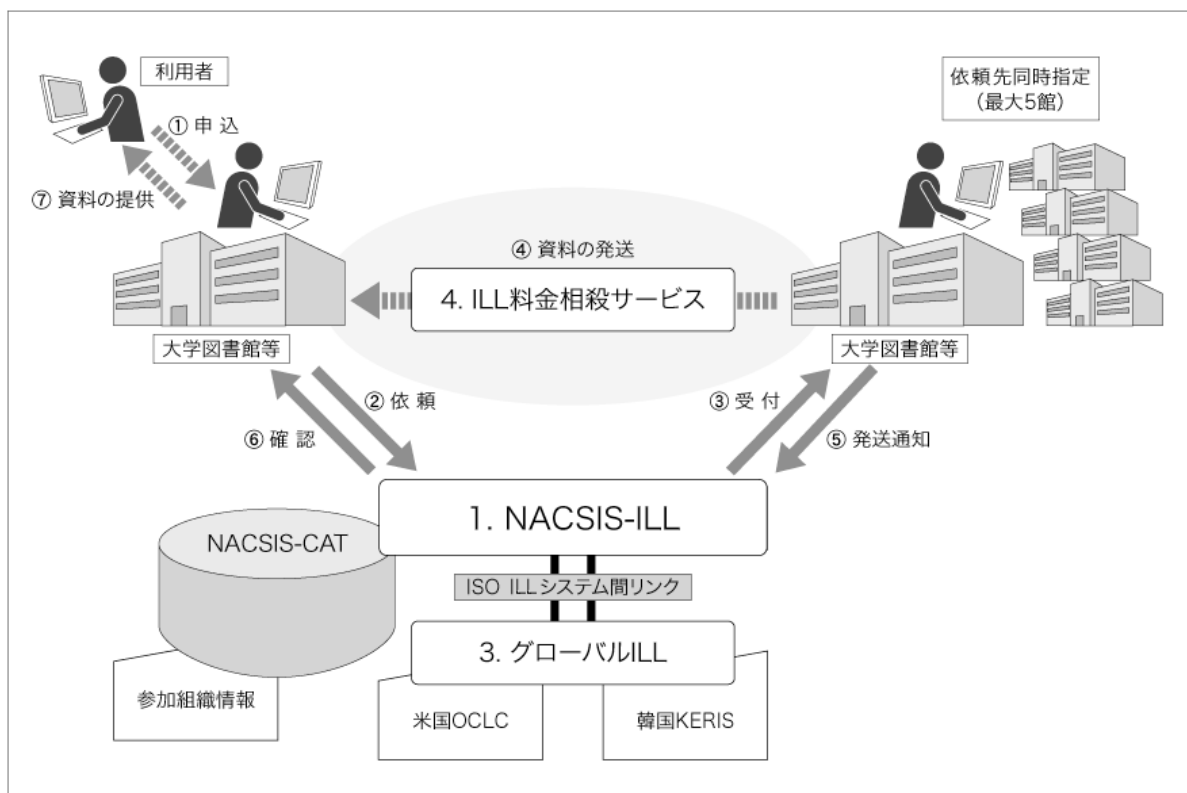 利用者
依頼先同時指定
（最大5館）
① 申 込
⑦ 資料の提供
④ 資料の発送
4. ILL料金相殺サービス
大学図書館等
大学図書館等
② 依 頼
③ 受 付
⑥ 確 認
⑤ 発送通知
1. NACSIS-ILL
NACSIS-CAT
ISO ILLシステム間リンク
3. グローバルILL
参加組織情報
米国OCLC
韓国KERIS